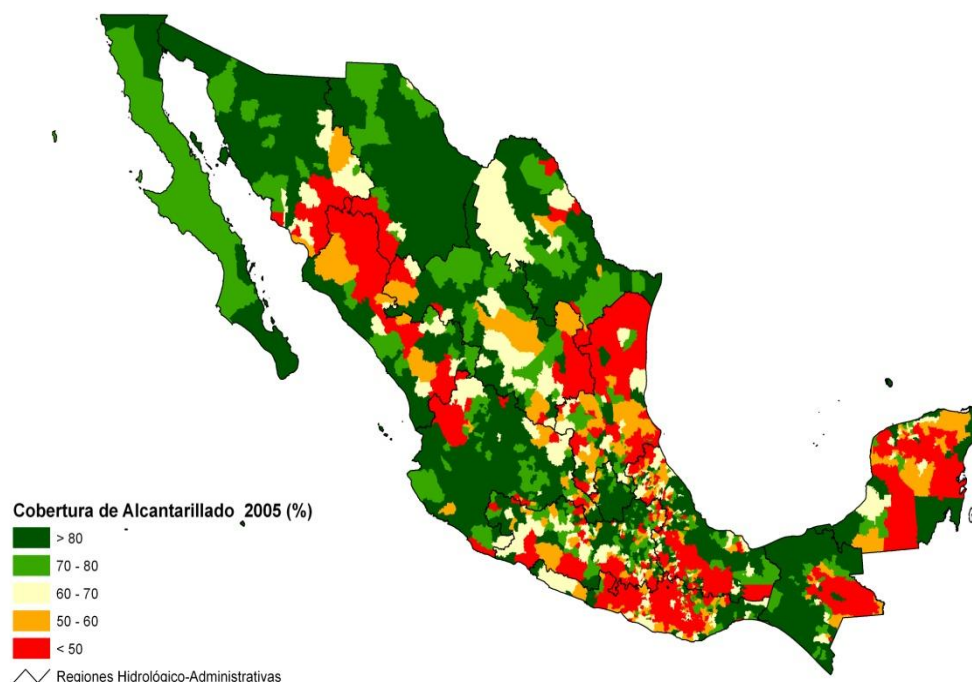 Cobertura de Alcantarillado 2005 (%)
> 80
70 - 80
60 - 70
50 - 60
< 50
Regiones Hidrológico-Administrativas